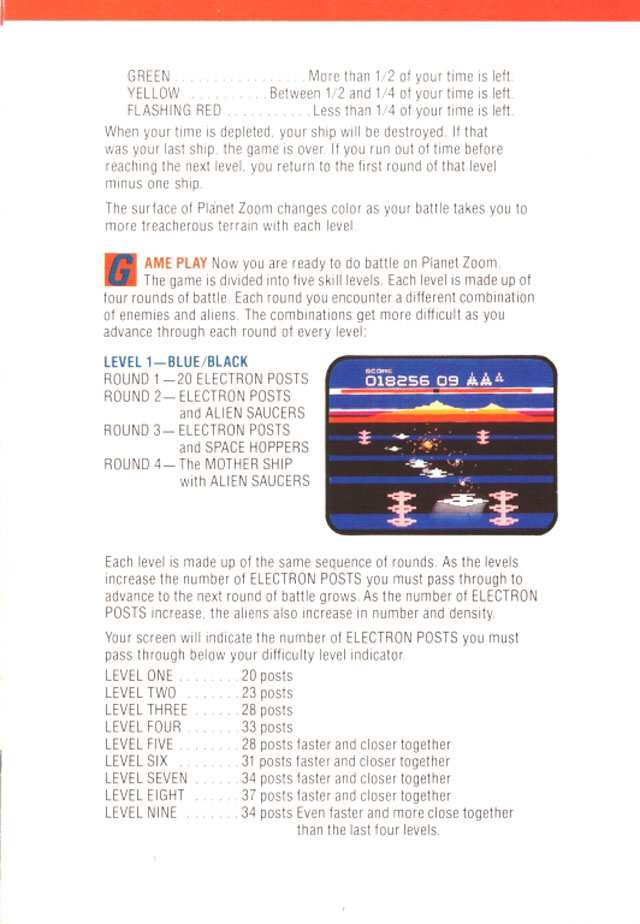 GREEN . . . . . . . . . . . . . . . . . More than 1/2 of your time is left.
YELLOW . . . . . . . . . . Between 1/2 and 1/4 of your time is left.
FLASHING RED . . . . . . . . . . . Less than 1/4 of your time is left.
When your time is depleted, your ship will be destroyed. If that
was your last ship, the game is over. If you run out of time before
reaching the next level, you return to the first round of that level
minus one ship.
The surface of Planet Zoom changes color as your battle takes you to
more treacherous terrain with each level.
GAME PLAY Now you are ready to do battle on Planet Zoom.
The game is divided into five skill levels. Each level is made up of
four rounds of battle. Each round you encounter a different combination
of enemies and aliens. The combinations get more difficult as you
advance through each round of every level:
LEVEL 1—BLUE/BLACK
ROUND 1—20 ELECTRON POSTS
ROUND 2— ELECTRON POSTS
and ALIEN SAUCERS
ROUND 3— ELECTRON POSTS
and SPACE HOPPERS
ROUND 4— The MOTHER SHIP
with ALIEN SAUCERS
SCORE
018256 09
Each level is made up of the same sequence of rounds. As the levels
increase the number of ELECTRON POSTS you must pass through to
advance to the next round of battle grows. As the number of ELECTRON
POSTS increase, the aliens also increase in number and density.
Your screen will indicate the number of ELECTRON POSTS you must
pass through below your difficulty level indicator.
LEVEL ONE . . . . . . . . 20 posts
LEVEL TWO . . . . . . . 23 posts
LEVEL THREE . . . . . . 28 posts
LEVEL FOUR . . . . . . . 33 posts
LEVEL FIVE . . . . . . . . 28 posts faster and closer together
LEVEL SIX . . . . . . . . 31 posts faster and closer together
LEVEL SEVEN . . . . . . 34 posts faster and closer together
LEVEL EIGHT . . . . . . 37 posts faster and closer together
LEVEL NINE . . . . . . . 34 posts Even faster and more close together
than the last four levels.